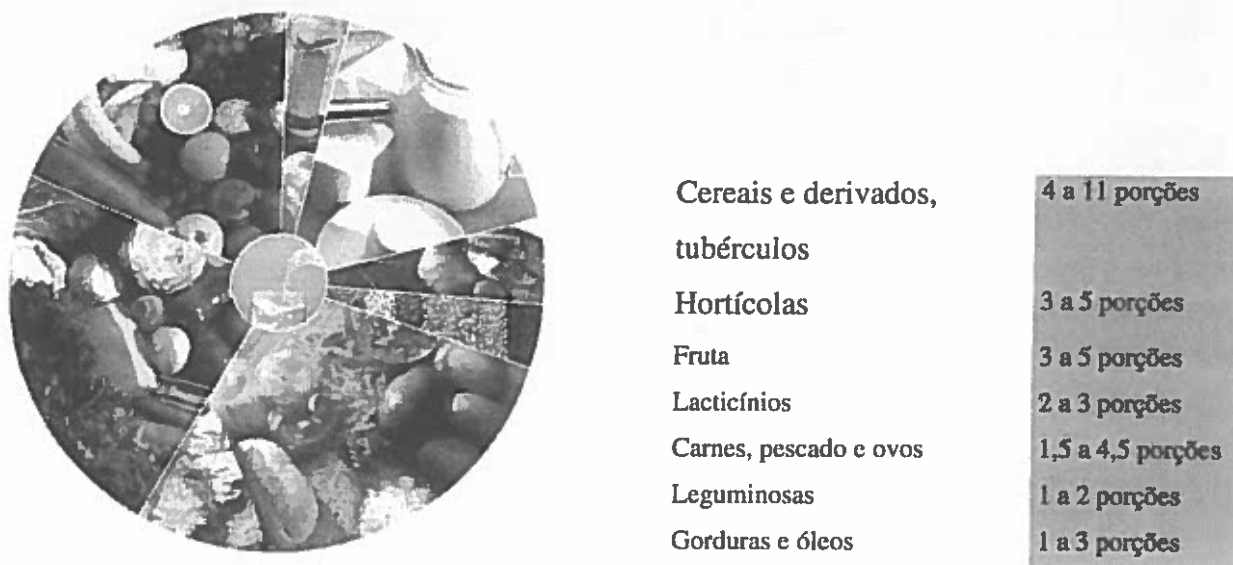 Cereais e derivados, 4 a 11 porções
tubérculos
Hortícolas 3 a 5 porções
Fruta 3 a 5 porções
Lacticínios 2 a 3 porções
Carnes, pescado e ovos 1,5 a 4,5 porções
Leguminosas 1 a 2 porções
Gorduras e óleos 1 a 3 porções